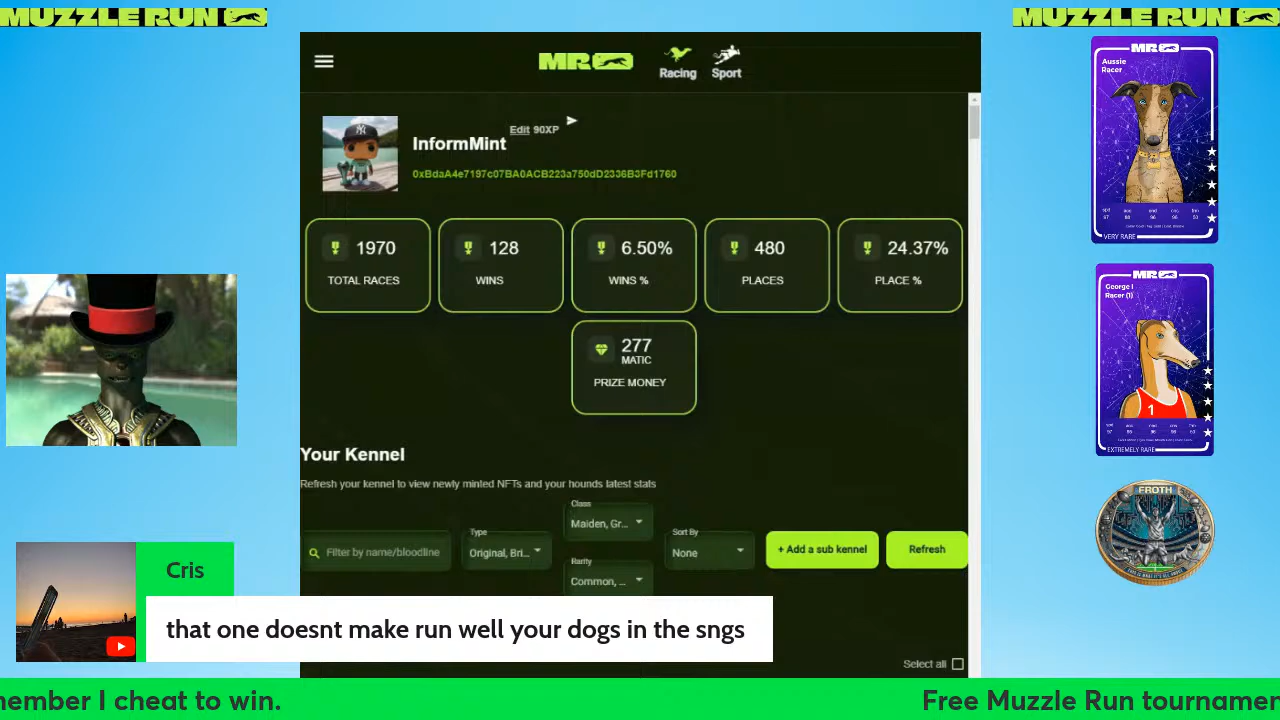 MUZZLE RUN
MUZZLE RUN
MR
Racing
Sport
InformMint
Edit 90XP
0xBdaA4e7197c07BA0ACB223a750dD2336B3Fd1760
1970
TOTAL RACES
128
WINS
6.50%
WINS %
480
PLACES
24.37%
PLACE %
277
MATIC
PRIZE MONEY
Your Kennel
Refresh your kennel to view newly minted NFTs and your hounds latest stats
Filter by name/bloodline
Type
Original, Bri...
Class
Maiden, Gr...
Rarity
Common, ...
Sort By
None
+ Add a sub kennel
Refresh
Select all
MR
Aussie
Racer
VERY RARE
MR
George I
Racer (1)
1
EXTREMELY RARE
FROTH
Cris
that one doesnt make run well your dogs in the sngs
member I cheat to win.
Free Muzzle Run tournamen